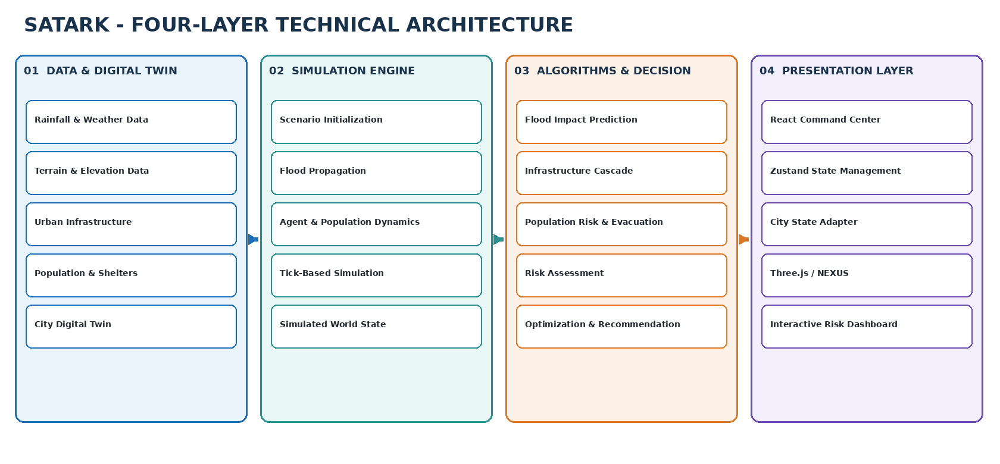 SATARK - FOUR-LAYER TECHNICAL ARCHITECTURE
01 DATA & DIGITAL TWIN
Rainfall & Weather Data
Terrain & Elevation Data
Urban Infrastructure
Population & Shelters
City Digital Twin
02 SIMULATION ENGINE
Scenario Initialization
Flood Propagation
Agent & Population Dynamics
Tick-Based Simulation
Simulated World State
03 ALGORITHMS & DECISION
Flood Impact Prediction
Infrastructure Cascade
Population Risk & Evacuation
Risk Assessment
Optimization & Recommendation
04 PRESENTATION LAYER
React Command Center
Zustand State Management
City State Adapter
Three.js / NEXUS
Interactive Risk Dashboard